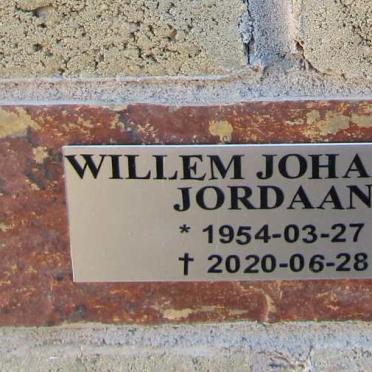 WILLEM JOHA
JORDAAN
* 1954-03-27
† 2020-06-28